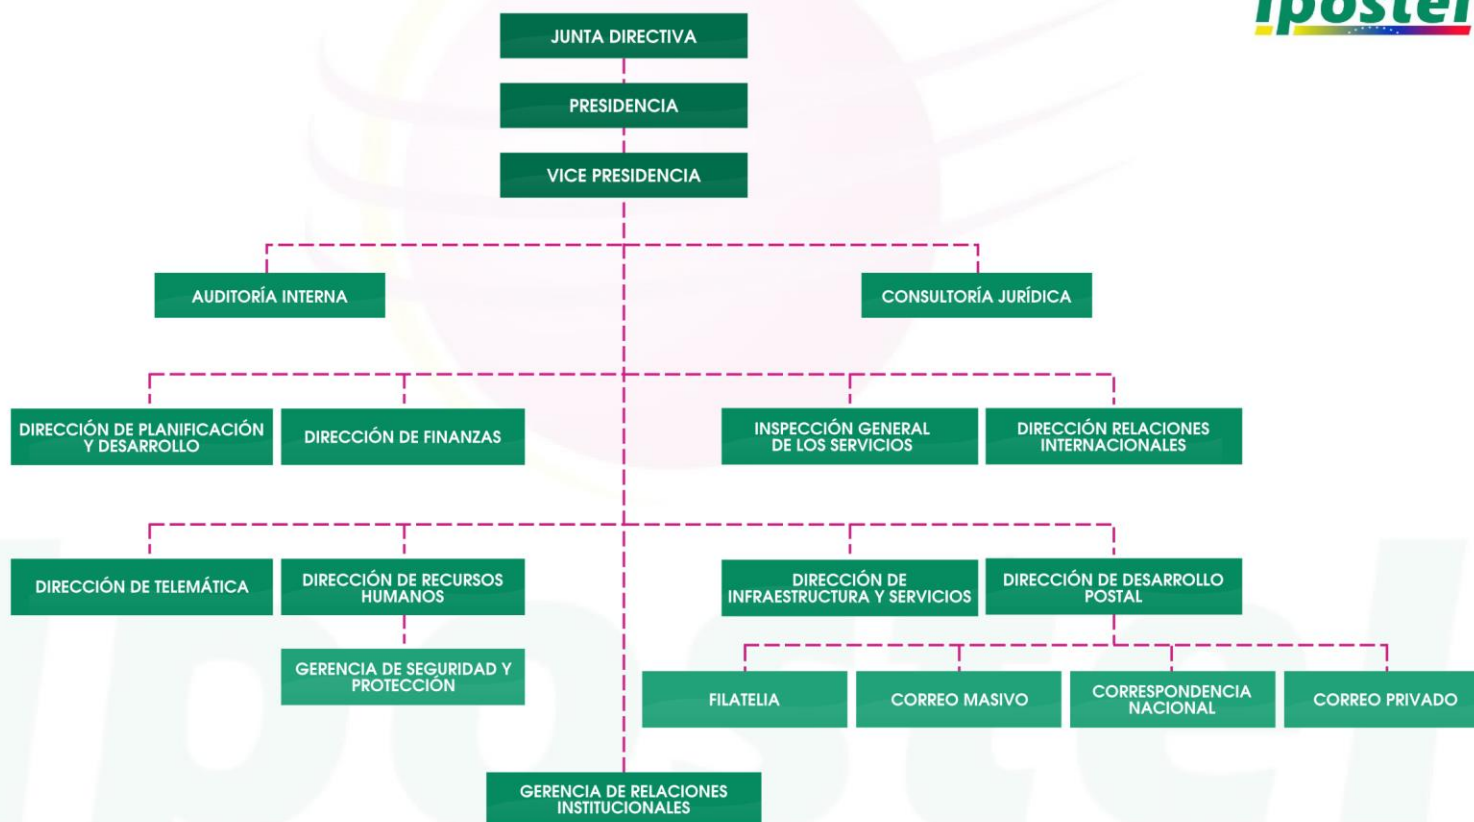 ipostel
JUNTA DIRECTIVA
PRESIDENCIA
VICE PRESIDENCIA
AUDITORÍA INTERNA
CONSULTORÍA JURÍDICA
DIRECCIÓN DE PLANIFICACIÓN
Y DESARROLLO
DIRECCIÓN DE FINANZAS
INSPECCIÓN GENERAL
DE LOS SERVICIOS
DIRECCIÓN RELACIONES
INTERNACIONALES
DIRECCIÓN DE TELEMÁTICA
DIRECCIÓN DE RECURSOS
HUMANOS
DIRECCIÓN DE
INFRAESTRUCTURA Y SERVICIOS
DIRECCIÓN DE DESARROLLO
POSTAL
GERENCIA DE SEGURIDAD Y
PROTECCIÓN
FILATELIA
CORREO MASIVO
CORRESPONDENCIA
NACIONAL
CORREO PRIVADO
GERENCIA DE RELACIONES
INSTITUCIONALES
ipostel